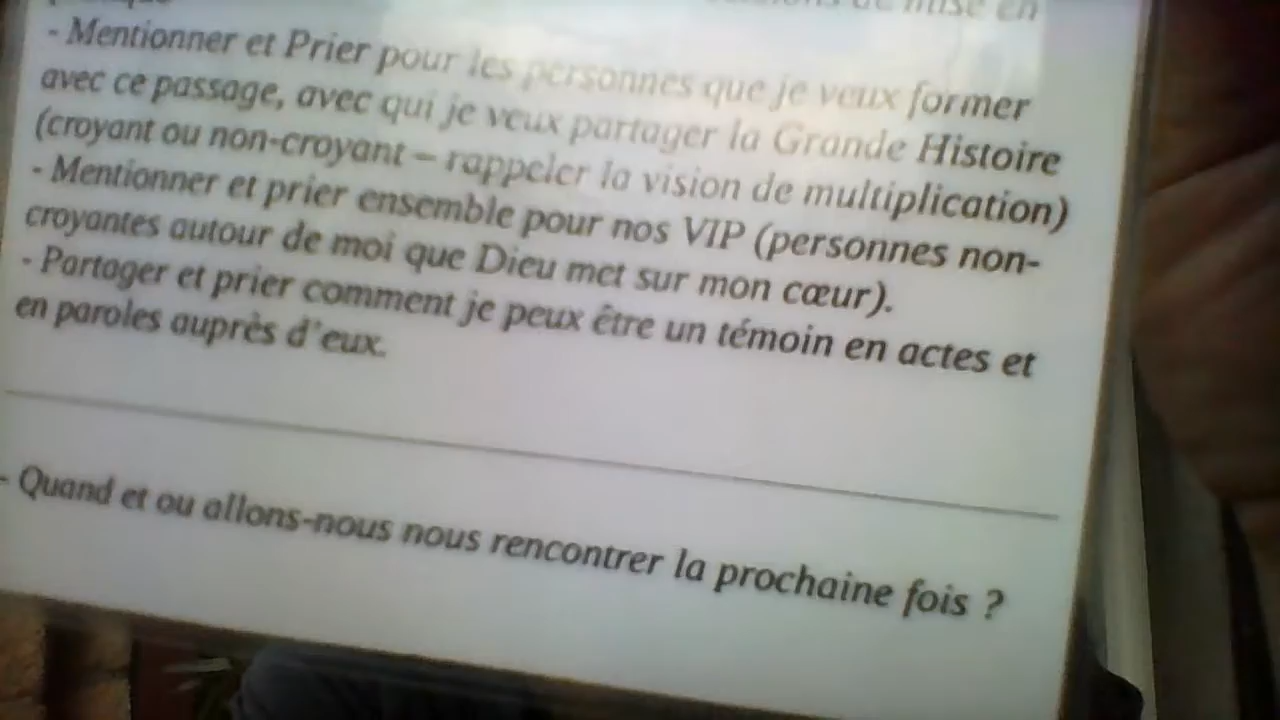 de mise en
- Mentionner et Prier pour les personnes que je veux former
avec ce passage, avec qui je veux partager la Grande Histoire
(croyant ou non-croyant – rappeler la vision de multiplication)
- Mentionner et prier ensemble pour nos VIP (personnes non-
croyantes autour de moi que Dieu met sur mon cœur).
- Partager et prier comment je peux être un témoin en actes et
en paroles auprès d'eux.
- Quand et ou allons-nous nous rencontrer la prochaine fois ?